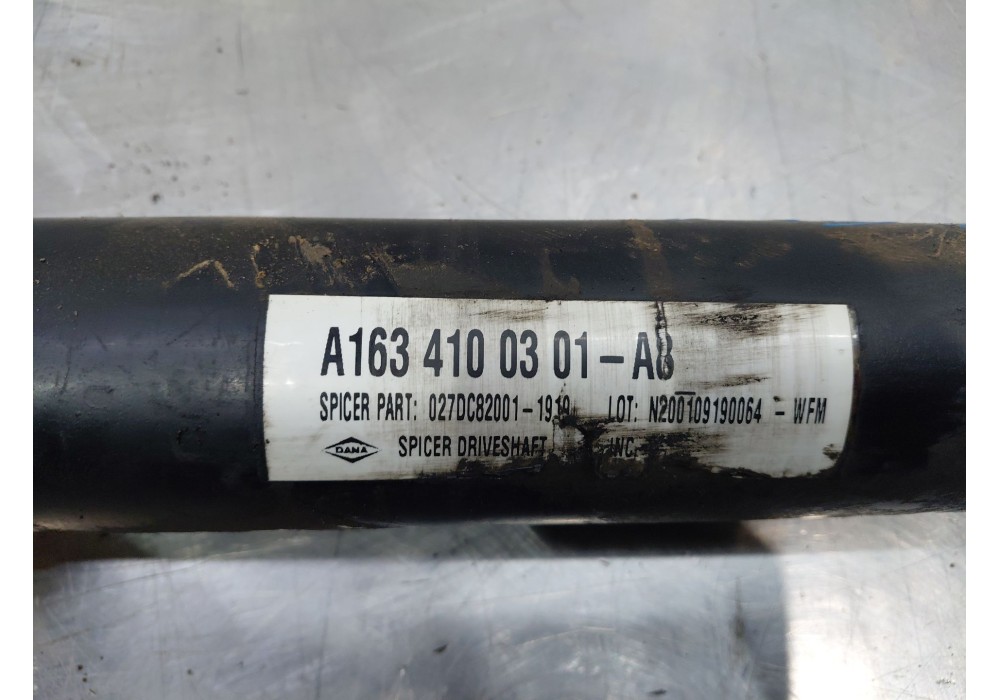 A163 410 03 01-A8
SPICER PART: 027DC82001-1919 LOT: N200109190064 - WFM
DANA SPICER DRIVESHAFT INC.